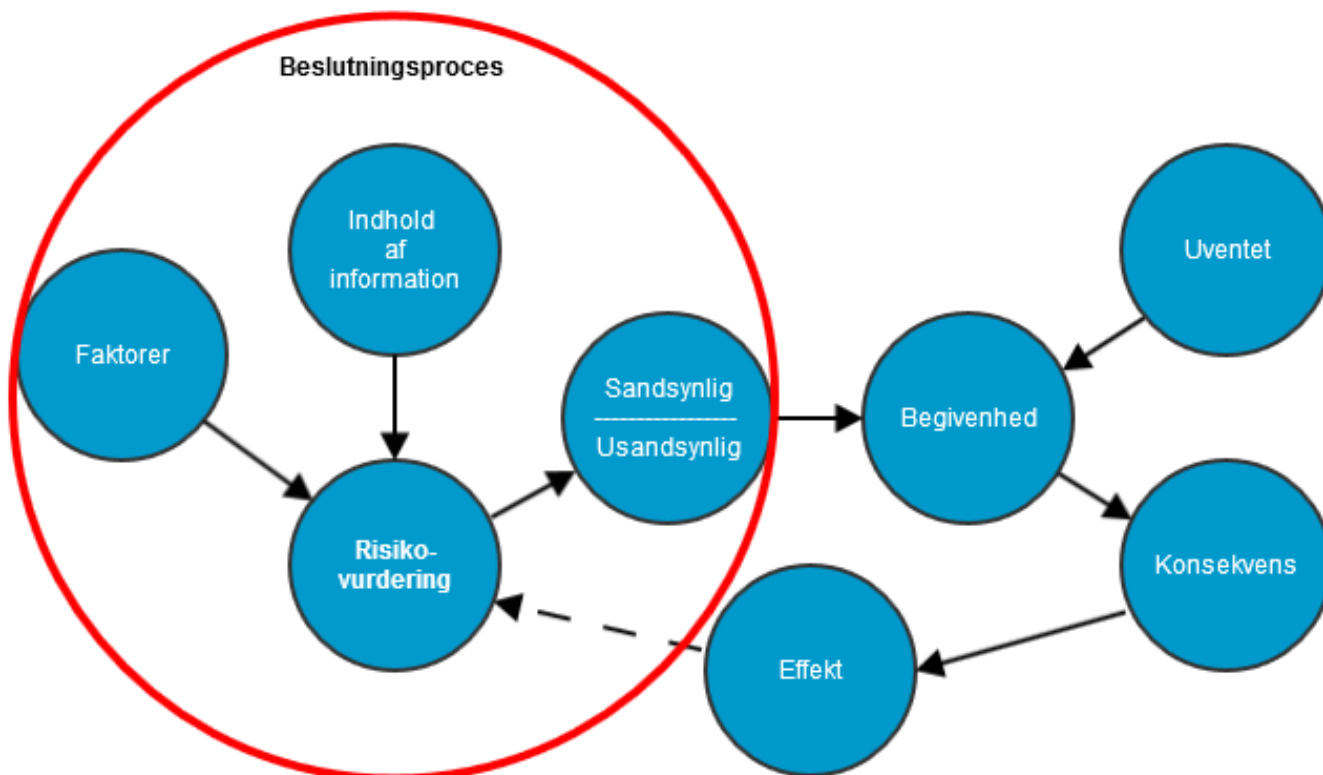 Beslutningsproces
Indhold
af
information
Uventet
Faktorer
Sandsynlig
Usandsynlig
Begivenhed
Risiko-
vurdering
Konsekvens
Effekt